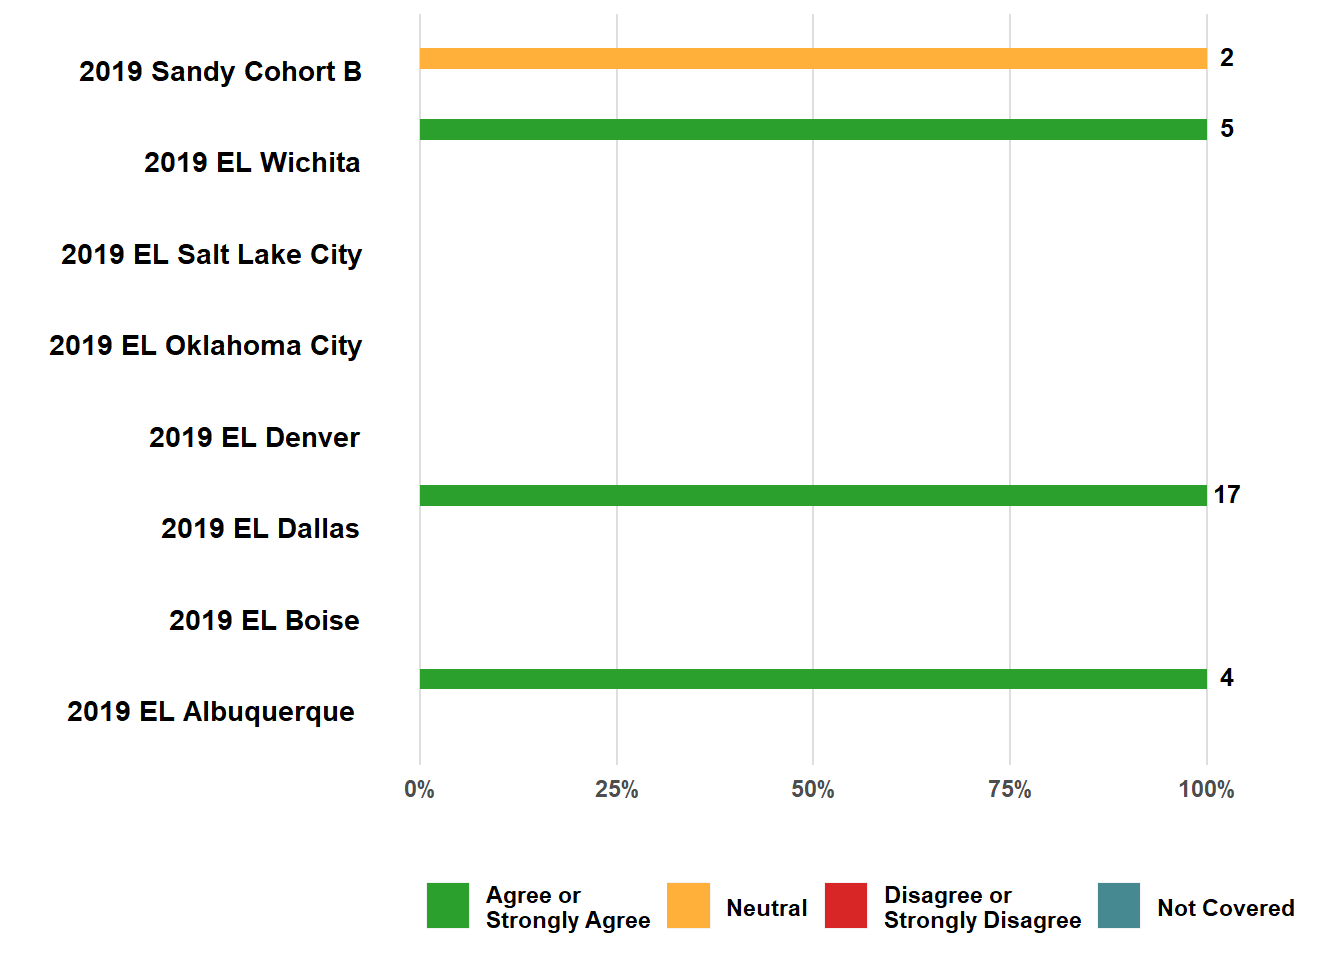 2019 Sandy Cohort B
2
5
2019 EL Wichita
2019 EL Salt Lake City
2019 EL Oklahoma City
2019 EL Denver
17
2019 EL Dallas
2019 EL Boise
4
2019 EL Albuquerque
0% 25% 50% 75% 100%
Agree or
Strongly Agree
Neutral
Disagree or
Strongly Disagree
Not Covered